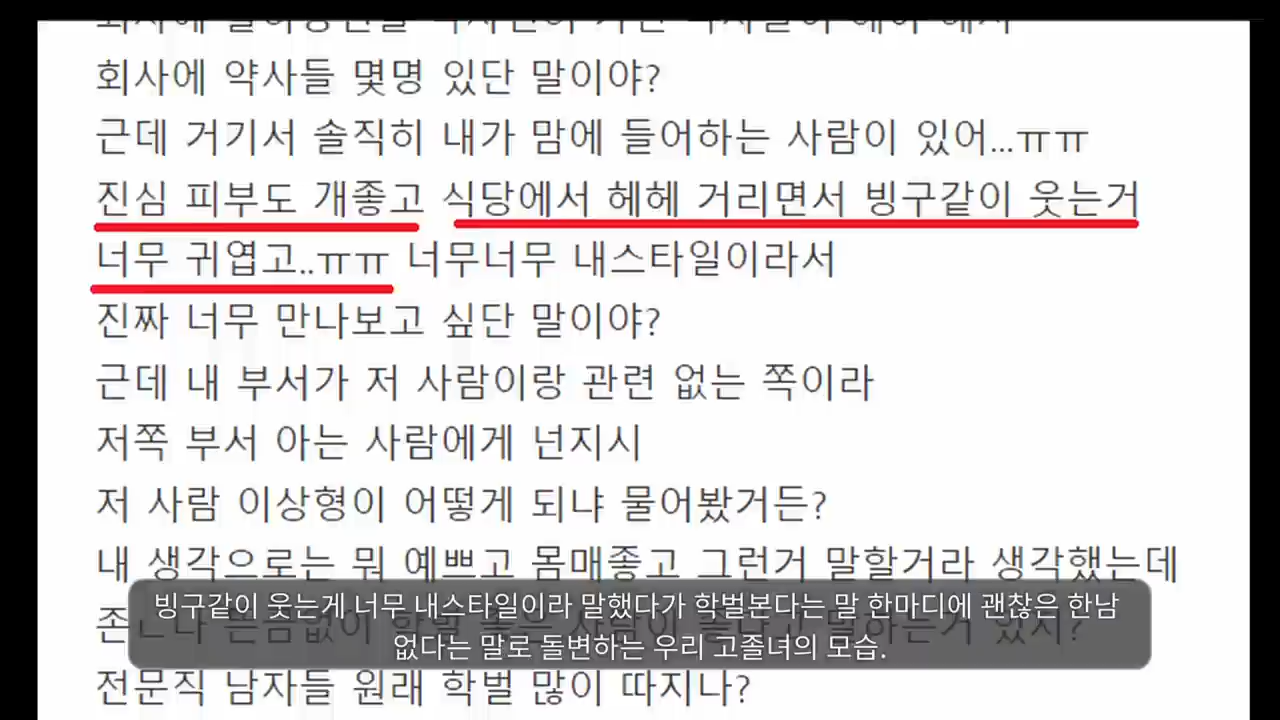 회사에 약사들 몇명 있단 말이야?
근데 거기서 솔직히 내가 맘에 들어하는 사람이 있어...ㅠㅠ
진심 피부도 개좋고 식당에서 헤헤 거리면서 빙구같이 웃는거
너무 귀엽고..ㅠㅠ 너무너무 내스타일이라서
진짜 너무 만나보고 싶단 말이야?
근데 내 부서가 저 사람이랑 관련 없는 쪽이라
저쪽 부서 아는 사람에게 넌지시
저 사람 이상형이 어떻게 되냐 물어봤거든?
내 생각으로는 뭐 예쁘고 몸매좋고 그런거 말할거라 생각했는데
빙구같이 웃는게 너무 내스타일이라 말했다가 학벌본다는 말 한마디에 괜찮은 한남
없다는 말로 돌변하는 우리 고졸녀의 모습.
전문직 남자들 원래 학벌 많이 따지나?